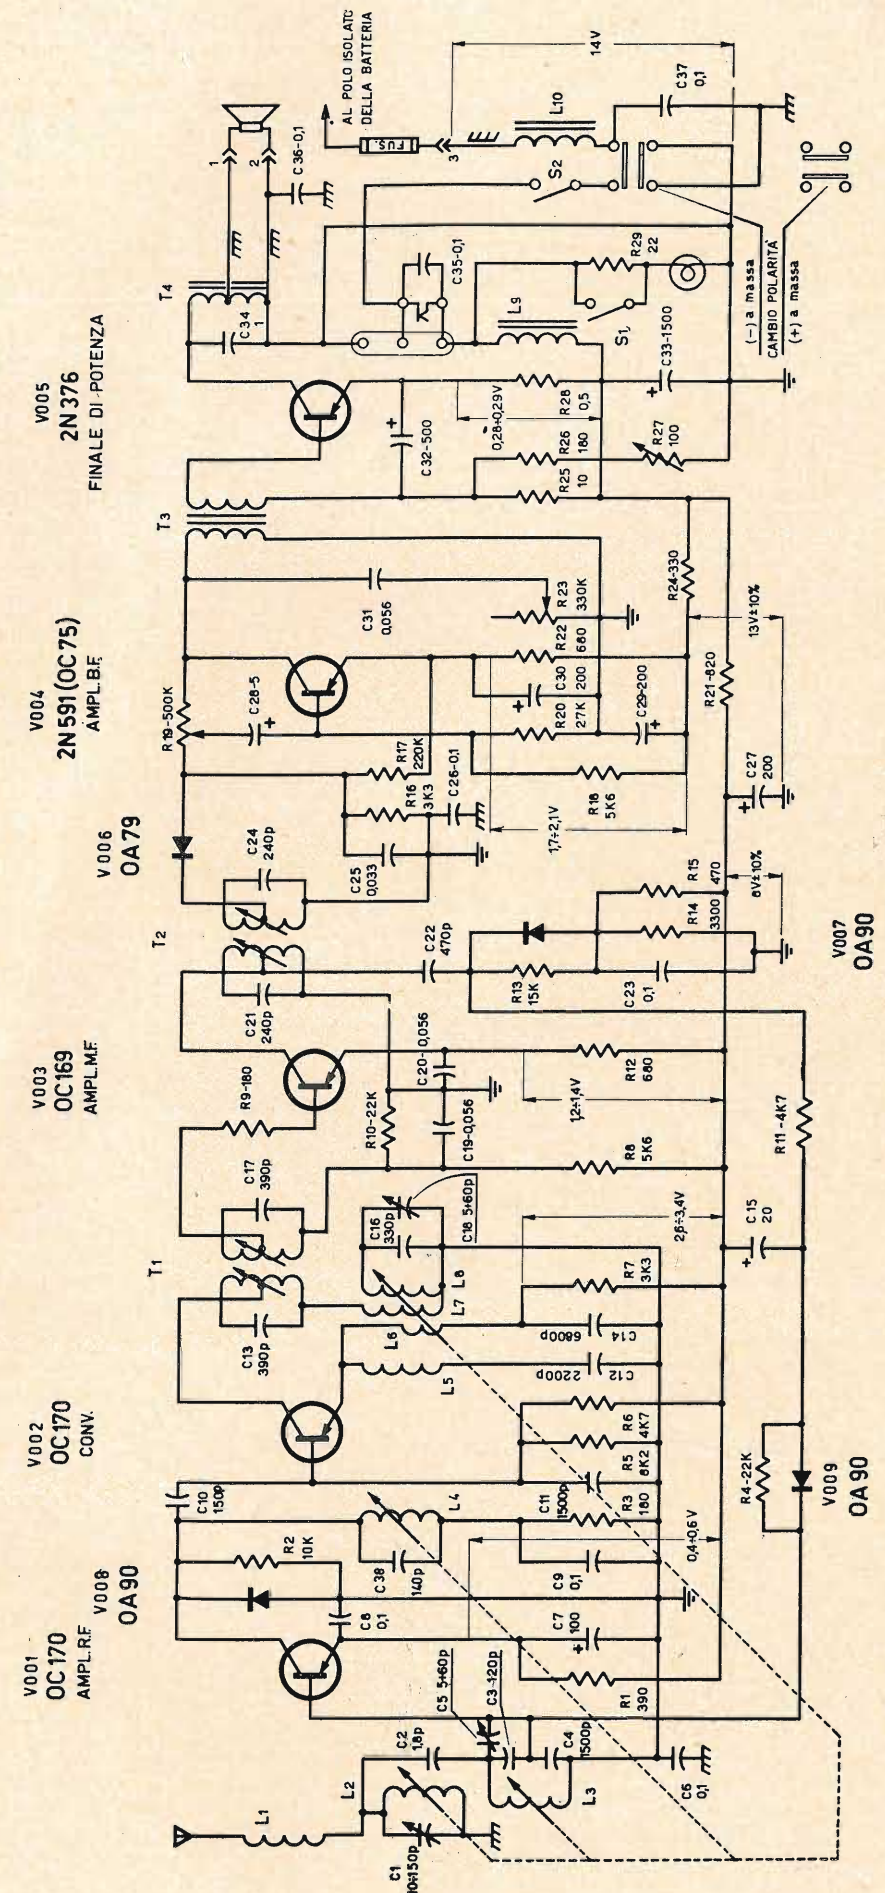 V001
OC170
AMPL.R.F.
V008
OA90
V002
OC170
CONV.
V003
OC169
AMPL.M.F.
V006
OA79
V004
2N591 (OC75)
AMPL.B.F.
V005
2N376
FINALE DI POTENZA
L1
L2
C2
1,8p
C5 5÷60p
C3-120p
C4
1500p
L3
C6
0,1
R1
390
C7
100
C8
0,1
R2
10K
C10
150p
C38
140p
L4
C9
0,1
R3
180
0,4÷0,6V
C11
1500p
R5
8K2
R6
4K7
C12
2200p
L5
L6
L7
L8
C14
6800p
R7
3K3
2,6÷3,4V
T1
C13
390p
C17
390p
C16
330p
C18 5÷60p
R9-180
R10-22K
C19-0,056
C20-0,056
R8
5K6
R12
680
1,2÷1,4V
C15
20
R11-4K7
R4-22K
V009
OA90
T2
C21
240p
C24
240p
C22
470p
R13
15K
C23
0,1
R14
3300
R15
470
6V±10%
V007
OA90
C25
0,033
R16
3K3
R17
220K
C26-0,1
R19-500K
C28-5
R18
5K6
1,7÷2,1V
R20
27K
C30
200
R22
680
R23
330K
C29-200
C31
0,056
C27
200
R21-820
13V±10%
R24-330
T3
C32-500
R25
10
R26
180
R28
0,5
0,28÷0,29V
R27
100
C33-1500
T4
C34
1
1
2
C36-0,1
C35-0,1
L9
S1
R29
22
S2
L10
3
FUS.
AL POLO ISOLATO
DELLA BATTERIA
14V
C37
0,1
(-) a massa
CAMBIO POLARITÀ
(+) a massa